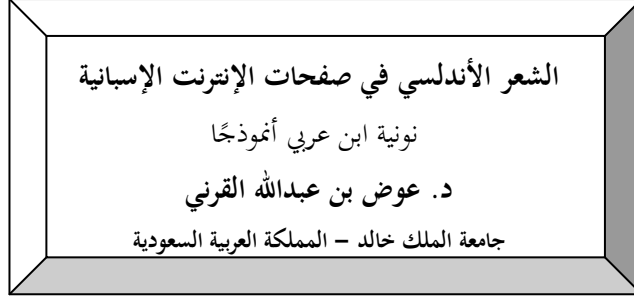 الشعر الأندلسي في صفحات الإنترنت الإسبانية
نونية ابن عربي أنموذجًا
د. عوض بن عبدالله القرني
جامعة الملك خالد – المملكة العربية السعودية